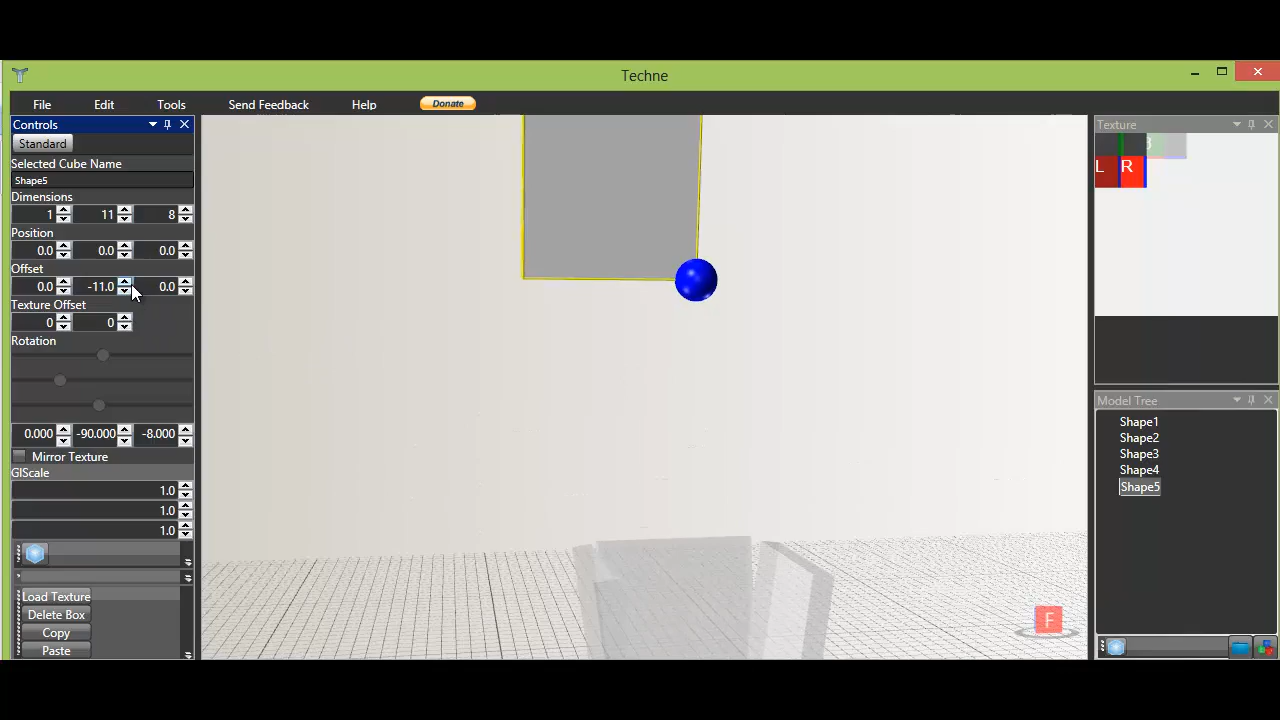 Techne
File Edit Tools Send Feedback Help Donate
Controls
Standard
Selected Cube Name
Shape5
Dimensions
1 11 8
Position
0.0 0.0 0.0
Offset
0.0 -11.0 0.0
Texture Offset
0 0
Rotation
0.000 -90.000 -8.000
Mirror Texture
GlScale
1.0
1.0
1.0
Load Texture
Delete Box
Copy
Paste
F
Texture
L R
Model Tree
Shape1
Shape2
Shape3
Shape4
Shape5